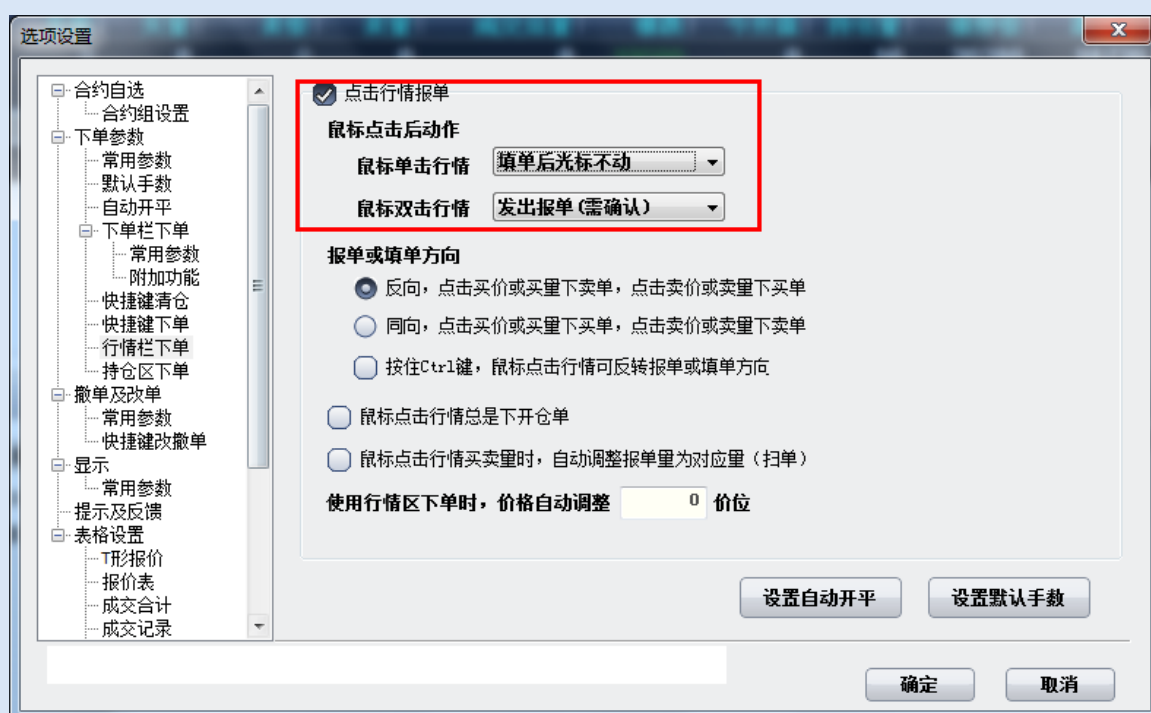 选项设置
合约自选
合约组设置
下单参数
常用参数
默认手数
自动开平
下单栏下单
常用参数
附加功能
快捷键清仓
快捷键下单
行情栏下单
持仓区下单
撤单及改单
常用参数
快捷键改撤单
显示
常用参数
提示及反馈
表格设置
T形报价
报价表
成交合计
成交记录
点击行情报单
鼠标点击后动作
鼠标单击行情 填单后光标不动
鼠标双击行情 发出报单(需确认)
报单或填单方向
反向，点击买价或买量下卖单，点击卖价或卖量下买单
同向，点击买价或买量下买单，点击卖价或卖量下卖单
按住Ctrl键，鼠标点击行情可反转报单或填单方向
鼠标点击行情总是下开仓单
鼠标点击行情买卖量时，自动调整报单量为对应量（扫单）
使用行情区下单时，价格自动调整 0 价位
设置自动开平 设置默认手数
确定 取消